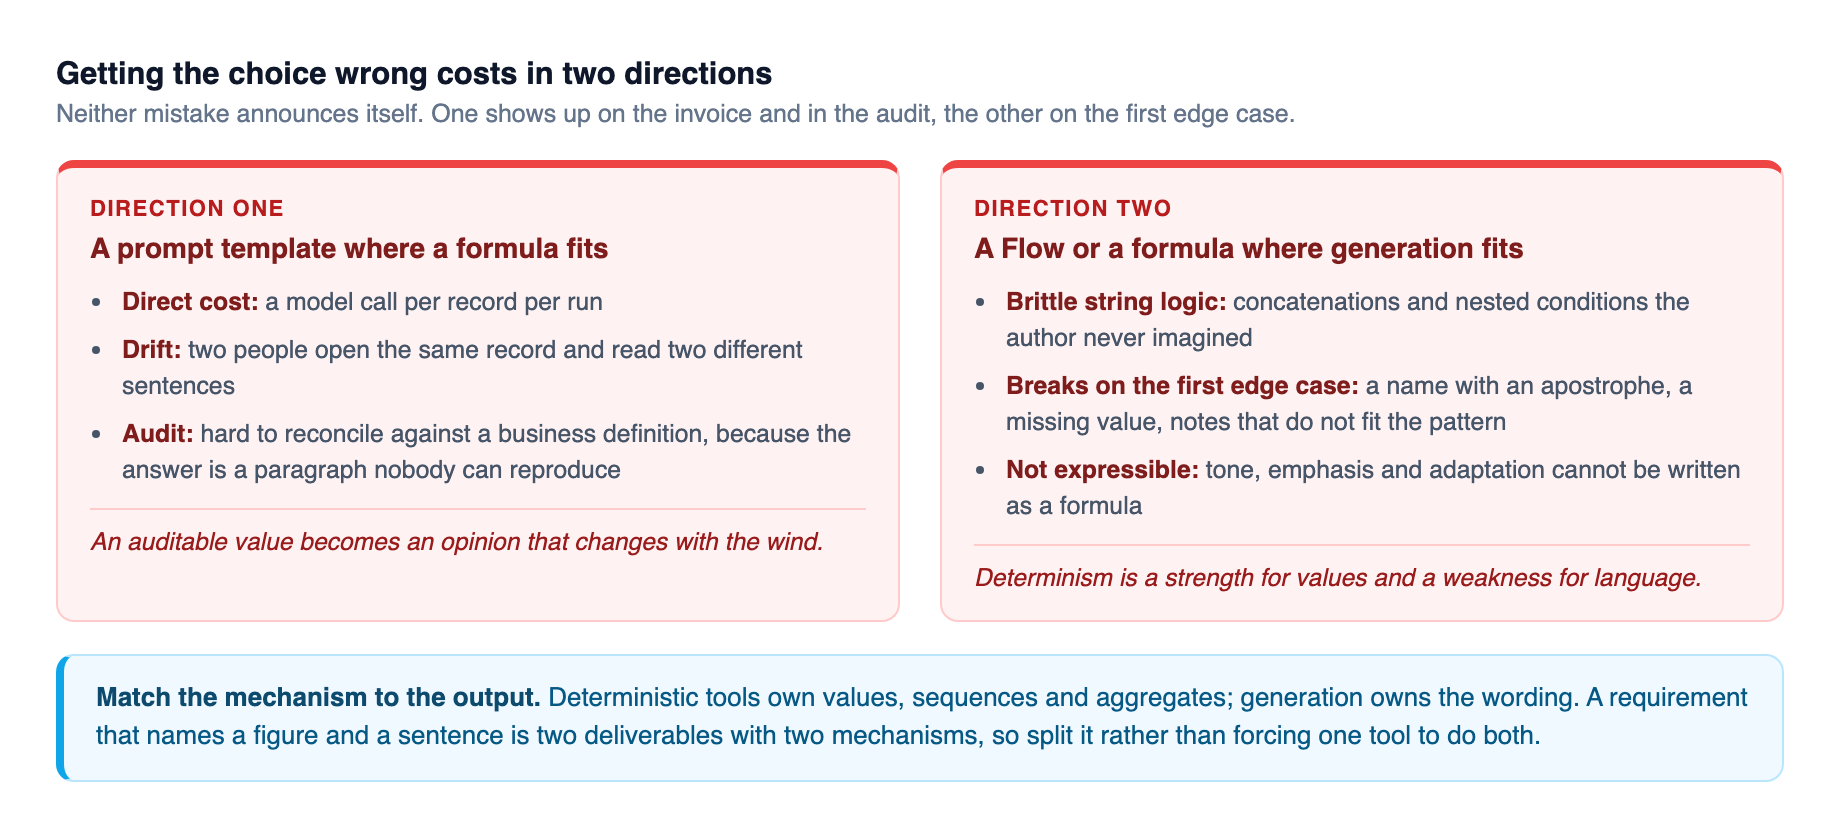 Getting the choice wrong costs in two directions
Neither mistake announces itself. One shows up on the invoice and in the audit, the other on the first edge case.
DIRECTION ONE
A prompt template where a formula fits
• Direct cost: a model call per record per run
• Drift: two people open the same record and read two different
sentences
• Audit: hard to reconcile against a business definition, because the
answer is a paragraph nobody can reproduce
An auditable value becomes an opinion that changes with the wind.
DIRECTION TWO
A Flow or a formula where generation fits
• Brittle string logic: concatenations and nested conditions the
author never imagined
• Breaks on the first edge case: a name with an apostrophe, a
missing value, notes that do not fit the pattern
• Not expressible: tone, emphasis and adaptation cannot be written
as a formula
Determinism is a strength for values and a weakness for language.
Match the mechanism to the output. Deterministic tools own values, sequences and aggregates; generation owns the wording. A requirement
that names a figure and a sentence is two deliverables with two mechanisms, so split it rather than forcing one tool to do both.